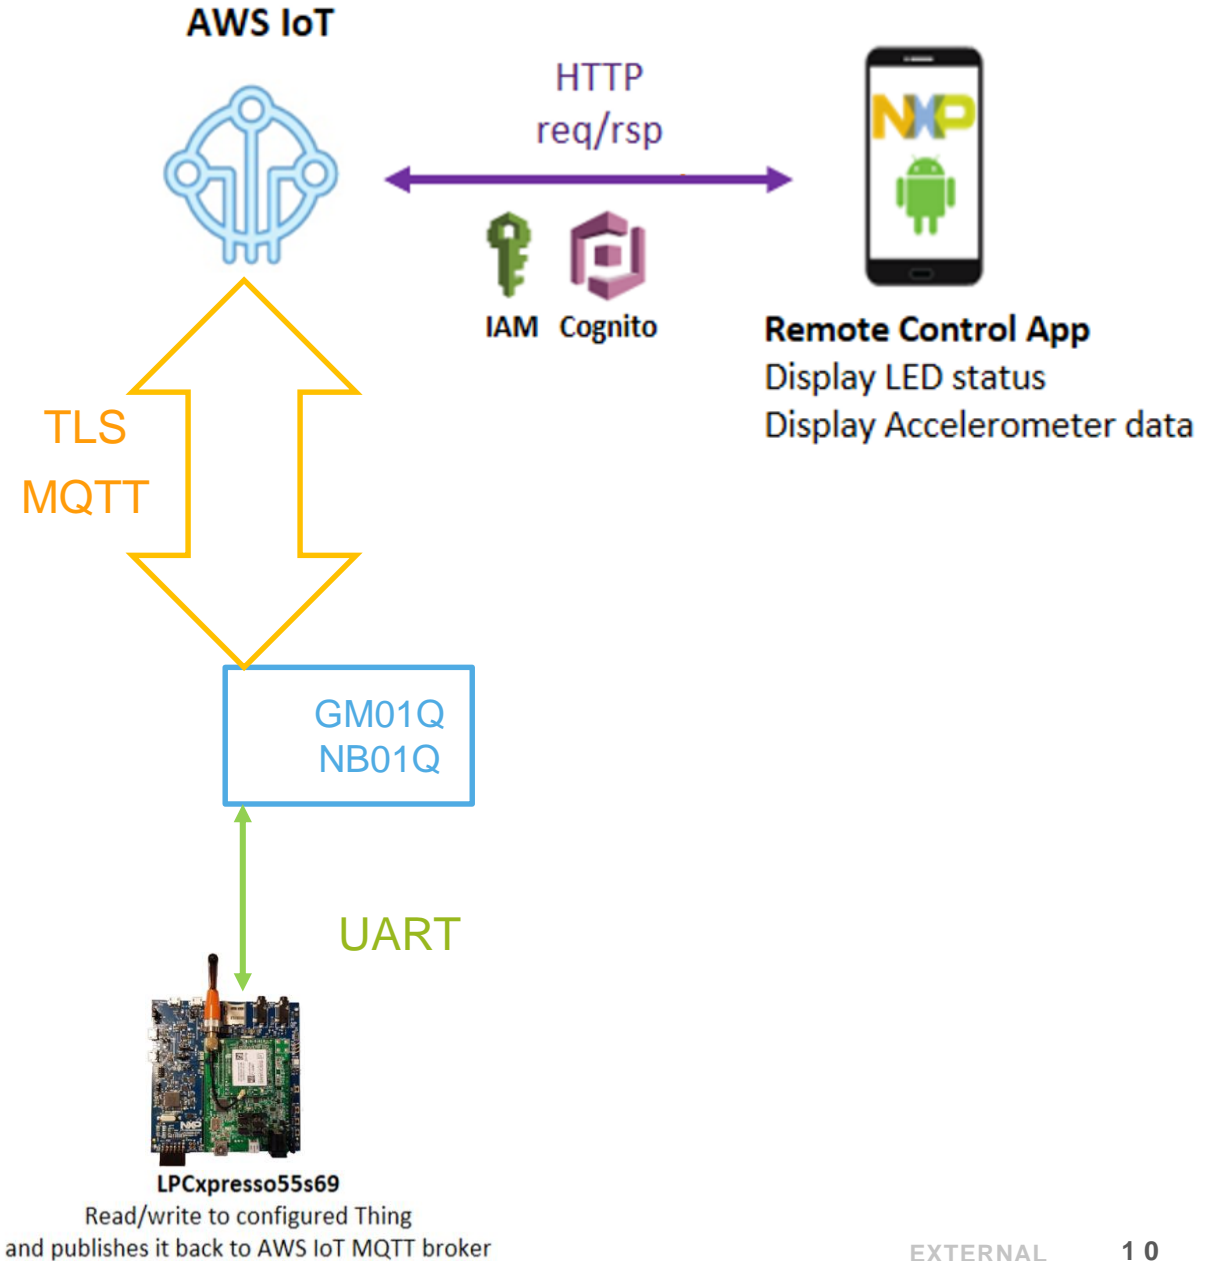 AWS IoT
HTTP
req/rsp
NXP
IAM Cognito
Remote Control App
Display LED status
Display Accelerometer data
TLS
MQTT
GM01Q
NB01Q
UART
NXP
LPCxpresso55s69
Read/write to configured Thing
and publishes it back to AWS IoT MQTT broker
EXTERNAL 10